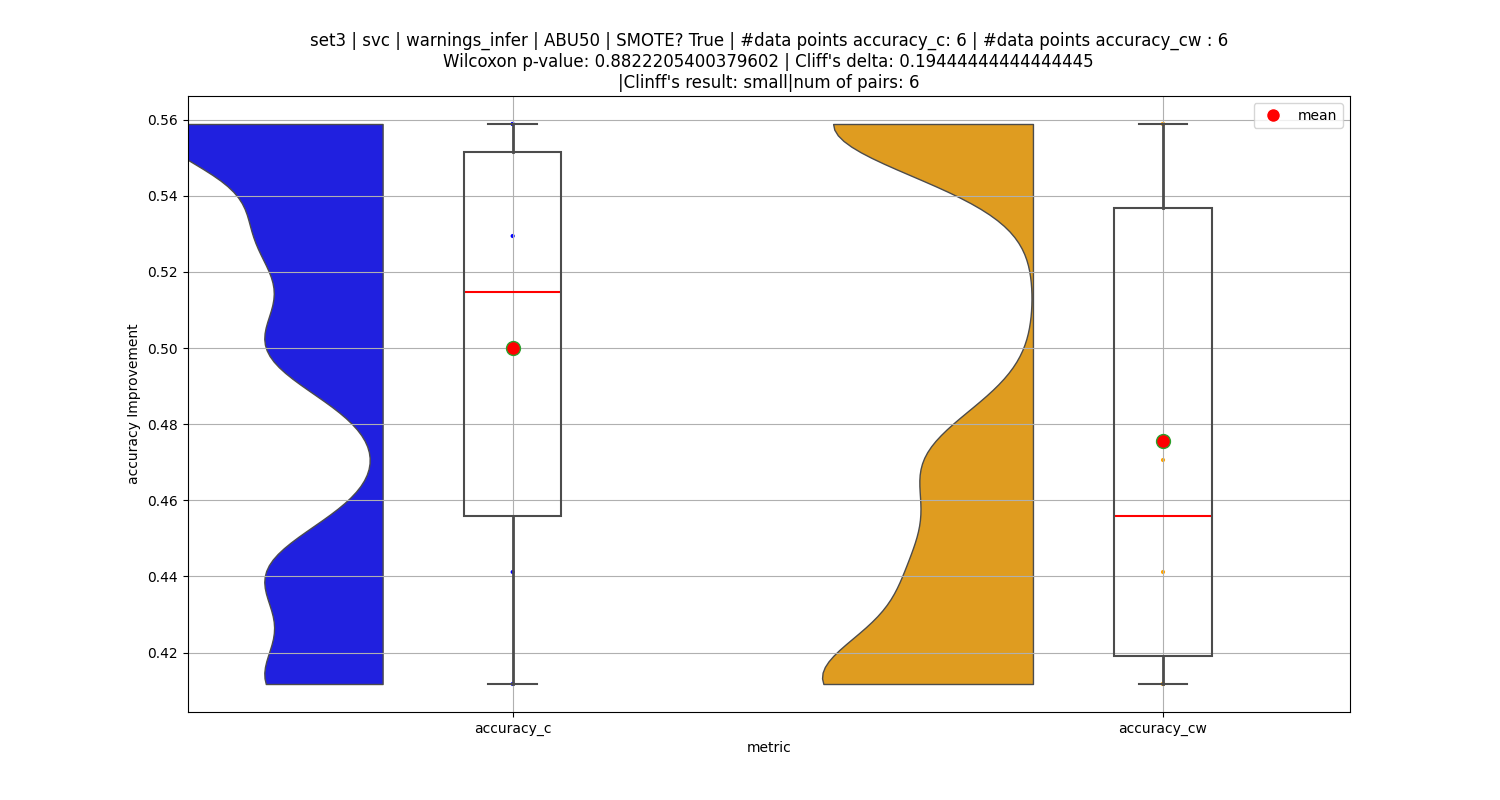 set3 | svc | warnings_infer | ABU50 | SMOTE? True | #data points accuracy_c: 6 | #data points accuracy_cw : 6
Wilcoxon p-value: 0.8822205400379602 | Cliff's delta: 0.19444444444444445
|Clinff's result: small|num of pairs: 6
mean
accuracy Improvement
0.56
0.54
0.52
0.50
0.48
0.46
0.44
0.42
accuracy_c
accuracy_cw
metric